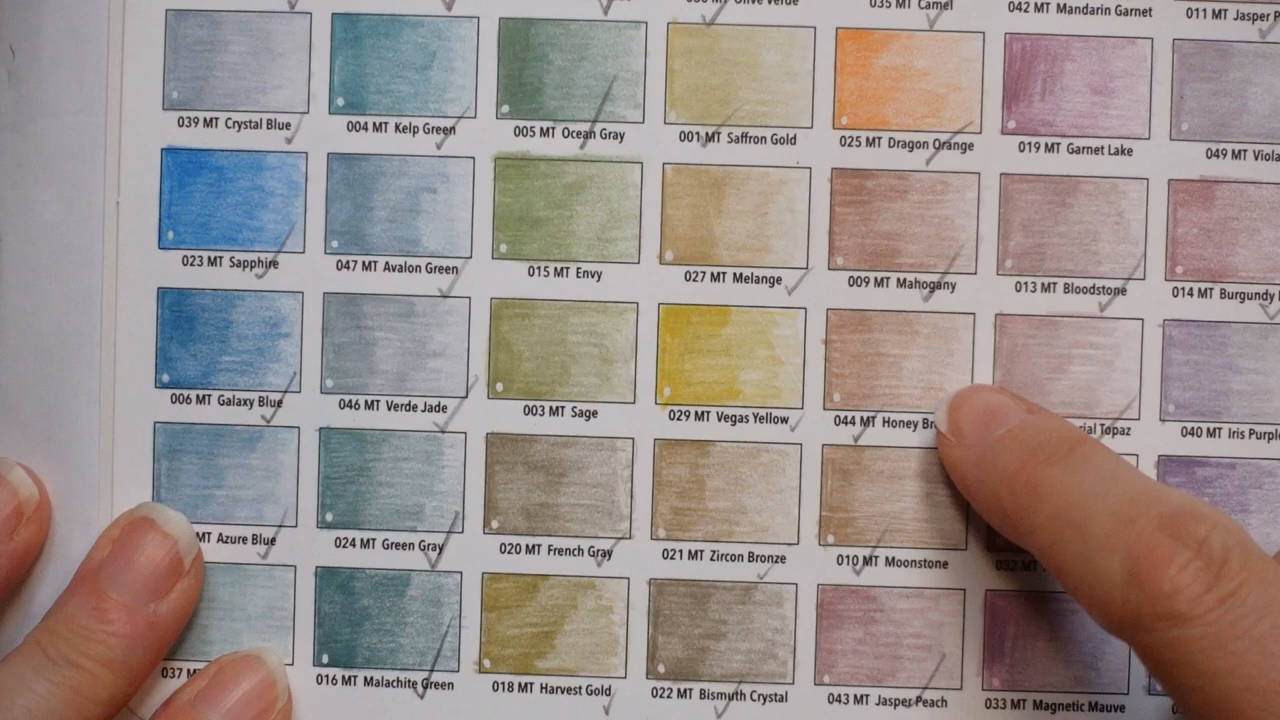 Olive Verde
035 MT Camel
042 MT Mandarin Garnet
011 MT Jasper P
039 MT Crystal Blue
004 MT Kelp Green
005 MT Ocean Gray
001 MT Saffron Gold
025 MT Dragon Orange
019 MT Garnet Lake
049 MT Viola
023 MT Sapphire
047 MT Avalon Green
015 MT Envy
027 MT Melange
009 MT Mahogany
013 MT Bloodstone
014 MT Burgundy
006 MT Galaxy Blue
046 MT Verde Jade
003 MT Sage
029 MT Vegas Yellow
044 MT Honey Br
ial Topaz
040 MT Iris Purple
MT Azure Blue
024 MT Green Gray
020 MT French Gray
021 MT Zircon Bronze
010 MT Moonstone
032 MT
037 M
016 MT Malachite Green
018 MT Harvest Gold
022 MT Bismuth Crystal
043 MT Jasper Peach
033 MT Magnetic Mauve